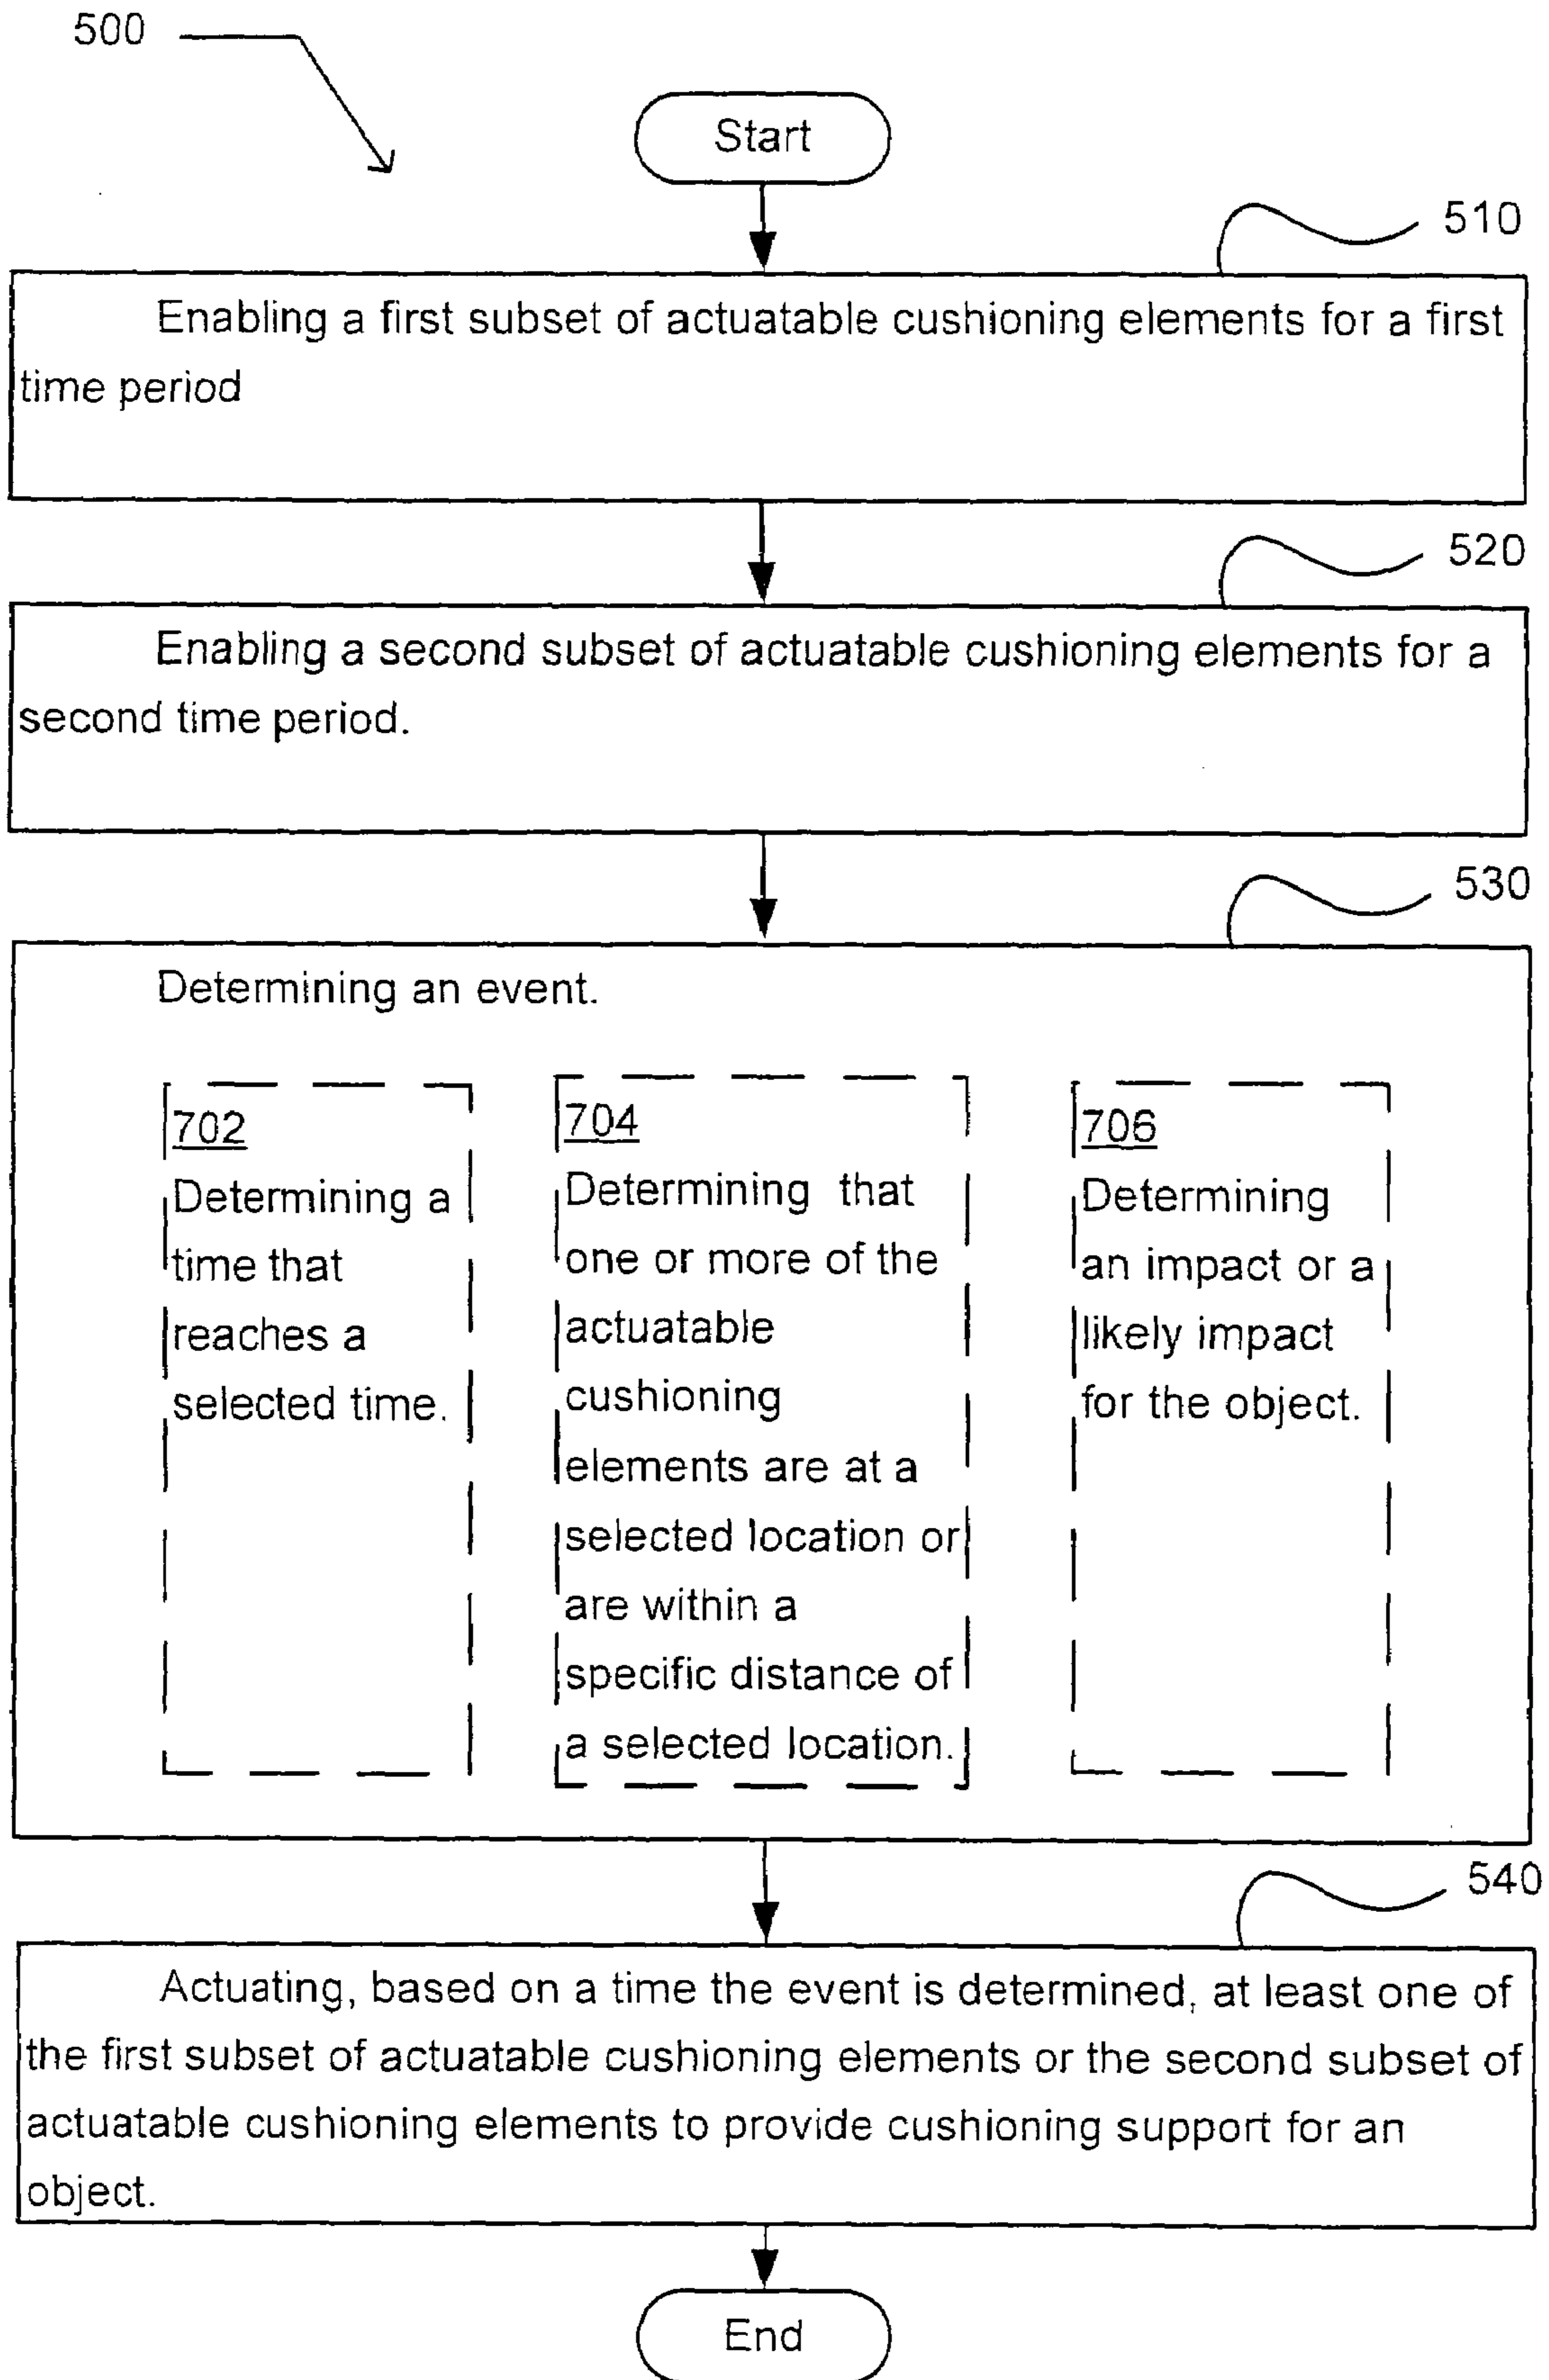 500
Start
510
Enabling a first subset of actuatable cushioning elements for a first
time period
520
Enabling a second subset of actuatable cushioning elements for a
second time period.
530
Determining an event.
702
Determining a
time that
reaches a
selected time.
704
Determining that
one or more of the
actuatable
cushioning
elements are at a
selected location or
are within a
specific distance of
a selected location.
706
Determining
an impact or a
likely impact
for the object.
540
Actuating, based on a time the event is determined, at least one of
the first subset of actuatable cushioning elements or the second subset of
actuatable cushioning elements to provide cushioning support for an
object.
End